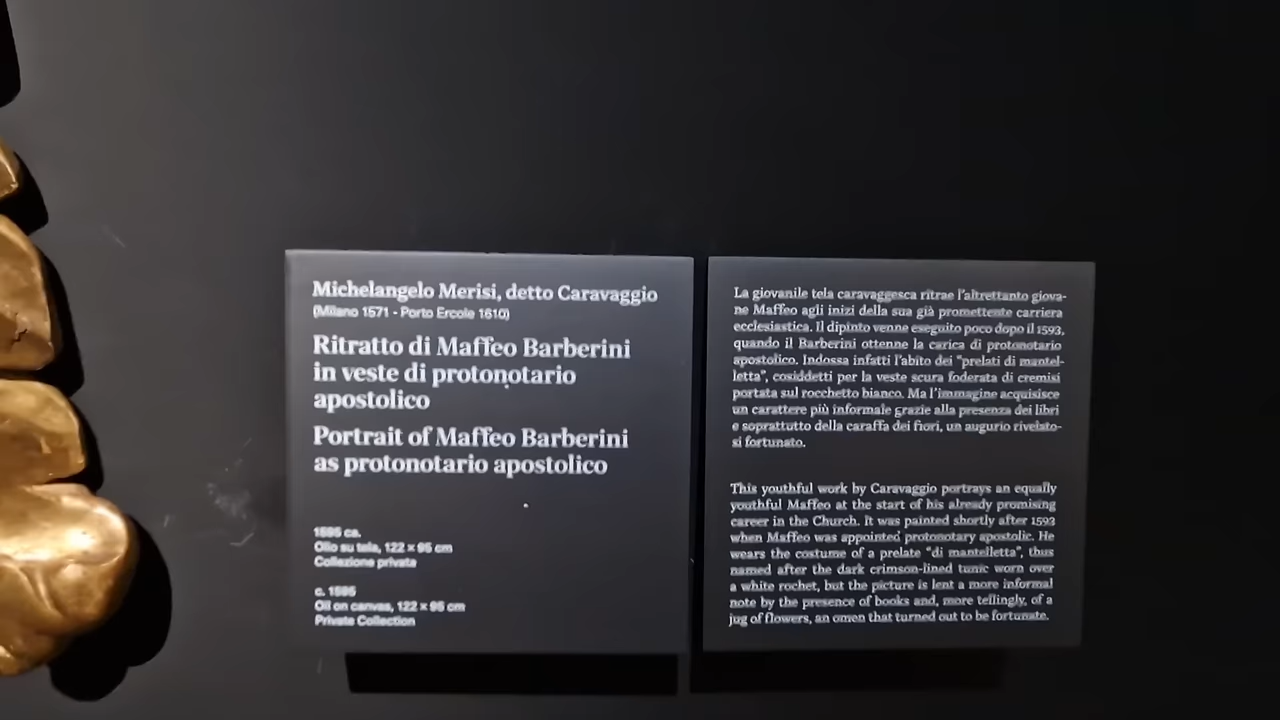 Michelangelo Merisi, detto Caravaggio
(Milano 1571 - Porto Ercole 1610)
Ritratto di Maffeo Barberini
in veste di protonotario
apostolico
Portrait of Maffeo Barberini
as protonotario apostolico
1595 ca.
Olio su tela, 122 × 95 cm
Collezione privata
c. 1595
Oil on canvas, 122 × 95 cm
Private Collection
La giovanile tela caravaggesca ritrae l'altrettanto giova-
ne Maffeo agli inizi della sua già promettente carriera
ecclesiastica. Il dipinto venne eseguito poco dopo il 1593,
quando il Barberini ottenne la carica di protonotario
apostolico. Indossa infatti l'abito dei "prelati di mantel-
letta", cosiddetti per la veste scura foderata di cremisi
portata sul rocchetto bianco. Ma l'immagine acquisisce
un carattere più informale grazie alla presenza dei libri
e soprattutto della caraffa dei fiori, un augurio rivelato-
si fortunato.
This youthful work by Caravaggio portrays an equally
youthful Maffeo at the start of his already promising
career in the Church. It was painted shortly after 1593
when Maffeo was appointed protonotary apostolic. He
wears the costume of a prelate "di mantelletta", thus
named after the dark crimson-lined tunic worn over
a white rochet, but the picture is lent a more informal
note by the presence of books and, more tellingly, of a
jug of flowers, an omen that turned out to be fortunate.